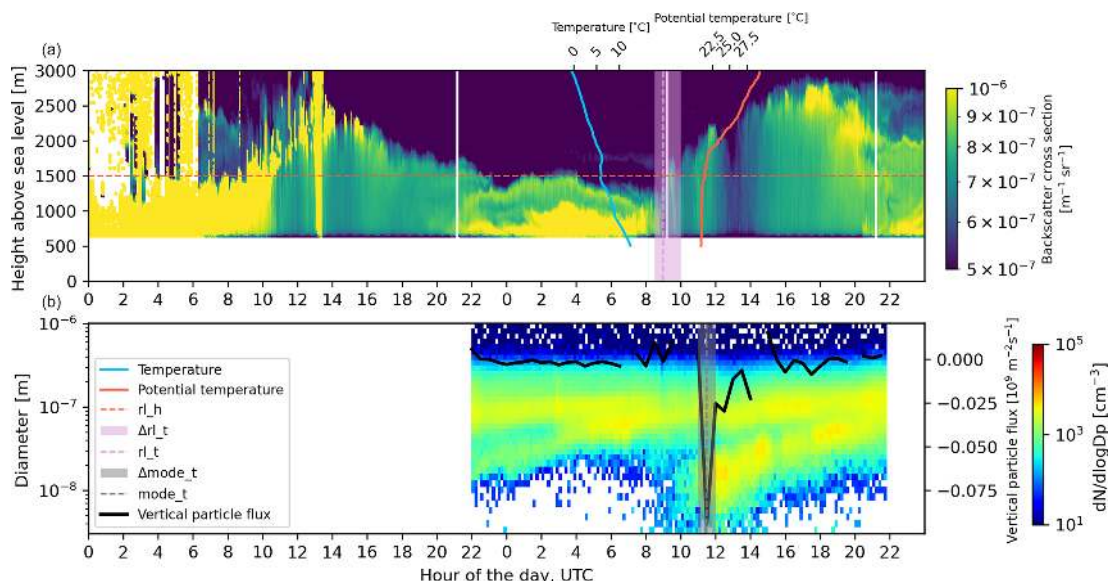 Temperature [°C]
0 5 10
Potential temperature [°C]
22.5 25.0 27.5
(a)
Height above sea level [m]
3000
2500
2000
1500
1000
500
0
0 2 4 6 8 10 12 14 16 18 20 22 0 2 4 6 8 10 12 14 16 18 20 22
10⁻⁶
9 × 10⁻⁷
8 × 10⁻⁷
7 × 10⁻⁷
6 × 10⁻⁷
5 × 10⁻⁷
Backscatter cross section
[m⁻¹ sr⁻¹]
(b)
Diameter [m]
10⁻⁶
10⁻⁷
10⁻⁸
Temperature
Potential temperature
rl_h
Δrl_t
rl_t
Δmode_t
mode_t
Vertical particle flux
0 2 4 6 8 10 12 14 16 18 20 22 0 2 4 6 8 10 12 14 16 18 20 22
Hour of the day, UTC
0.000
−0.025
−0.050
−0.075
Vertical particle flux [10⁹ m⁻²s⁻¹]
10⁵
10³
10¹
dN/dlogDp [cm⁻³]